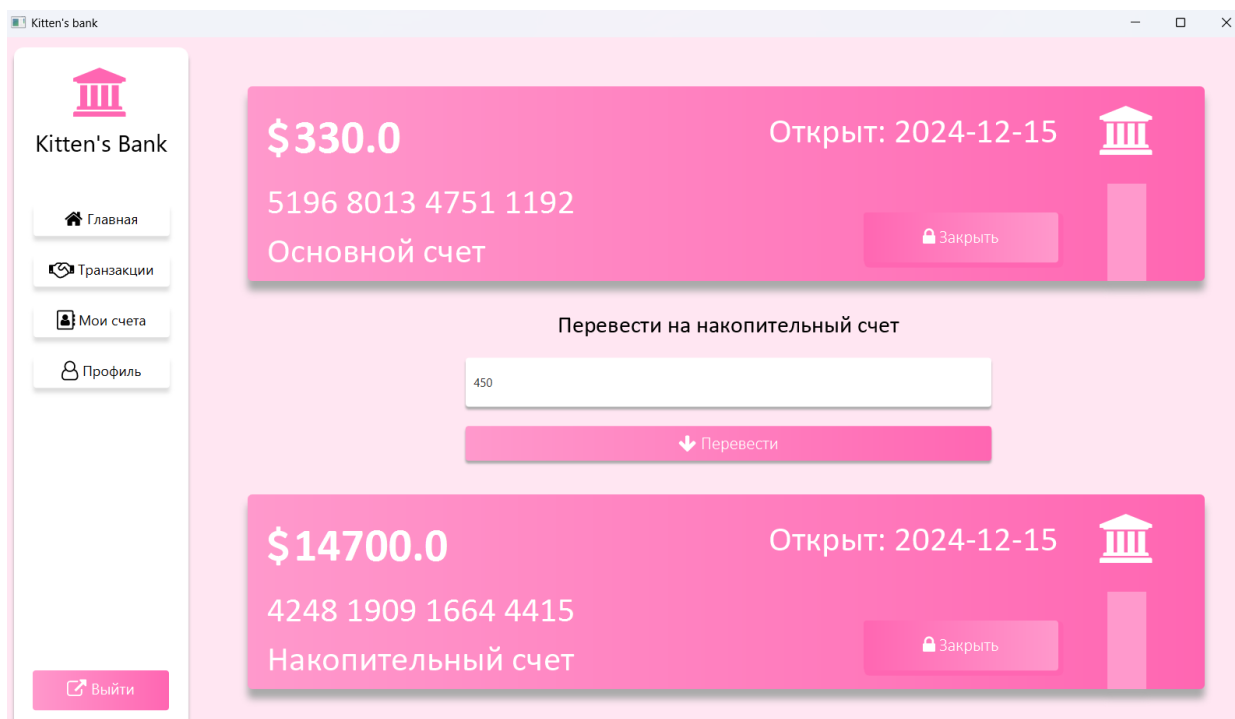 Kitten's bank
Kitten's Bank
Главная
Транзакции
Мои счета
Профиль
Выйти
$330.0
Открыт: 2024-12-15
5196 8013 4751 1192
Основной счет
Закрыть
Перевести на накопительный счет
450
Перевести
$14700.0
Открыт: 2024-12-15
4248 1909 1664 4415
Накопительный счет
Закрыть